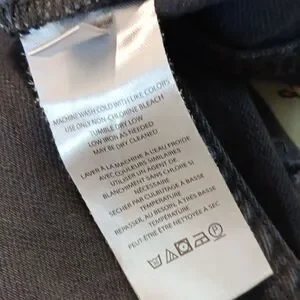 MACHINE WASH COLD WITH LIKE COLORS
USE ONLY NON-CHLORINE BLEACH
TUMBLE DRY LOW
LOW IRON AS NEEDED
MAY BE DRY CLEANED
LAVER À LA MACHINE À L'EAU FROIDE
AVEC COULEURS SIMILAIRES
UTILISER UN AGENT DE
BLANCHIMENT SANS CHLORE SI
NÉCESSAIRE
SÉCHER PAR CULBUTAGE À BASSE
TEMPÉRATURE
REPASSER, AU BESOIN, À TRÈS BASSE
TEMPÉRATURE
PEUT-ÊTRE ÊTRE NETTOYÉ À SEC